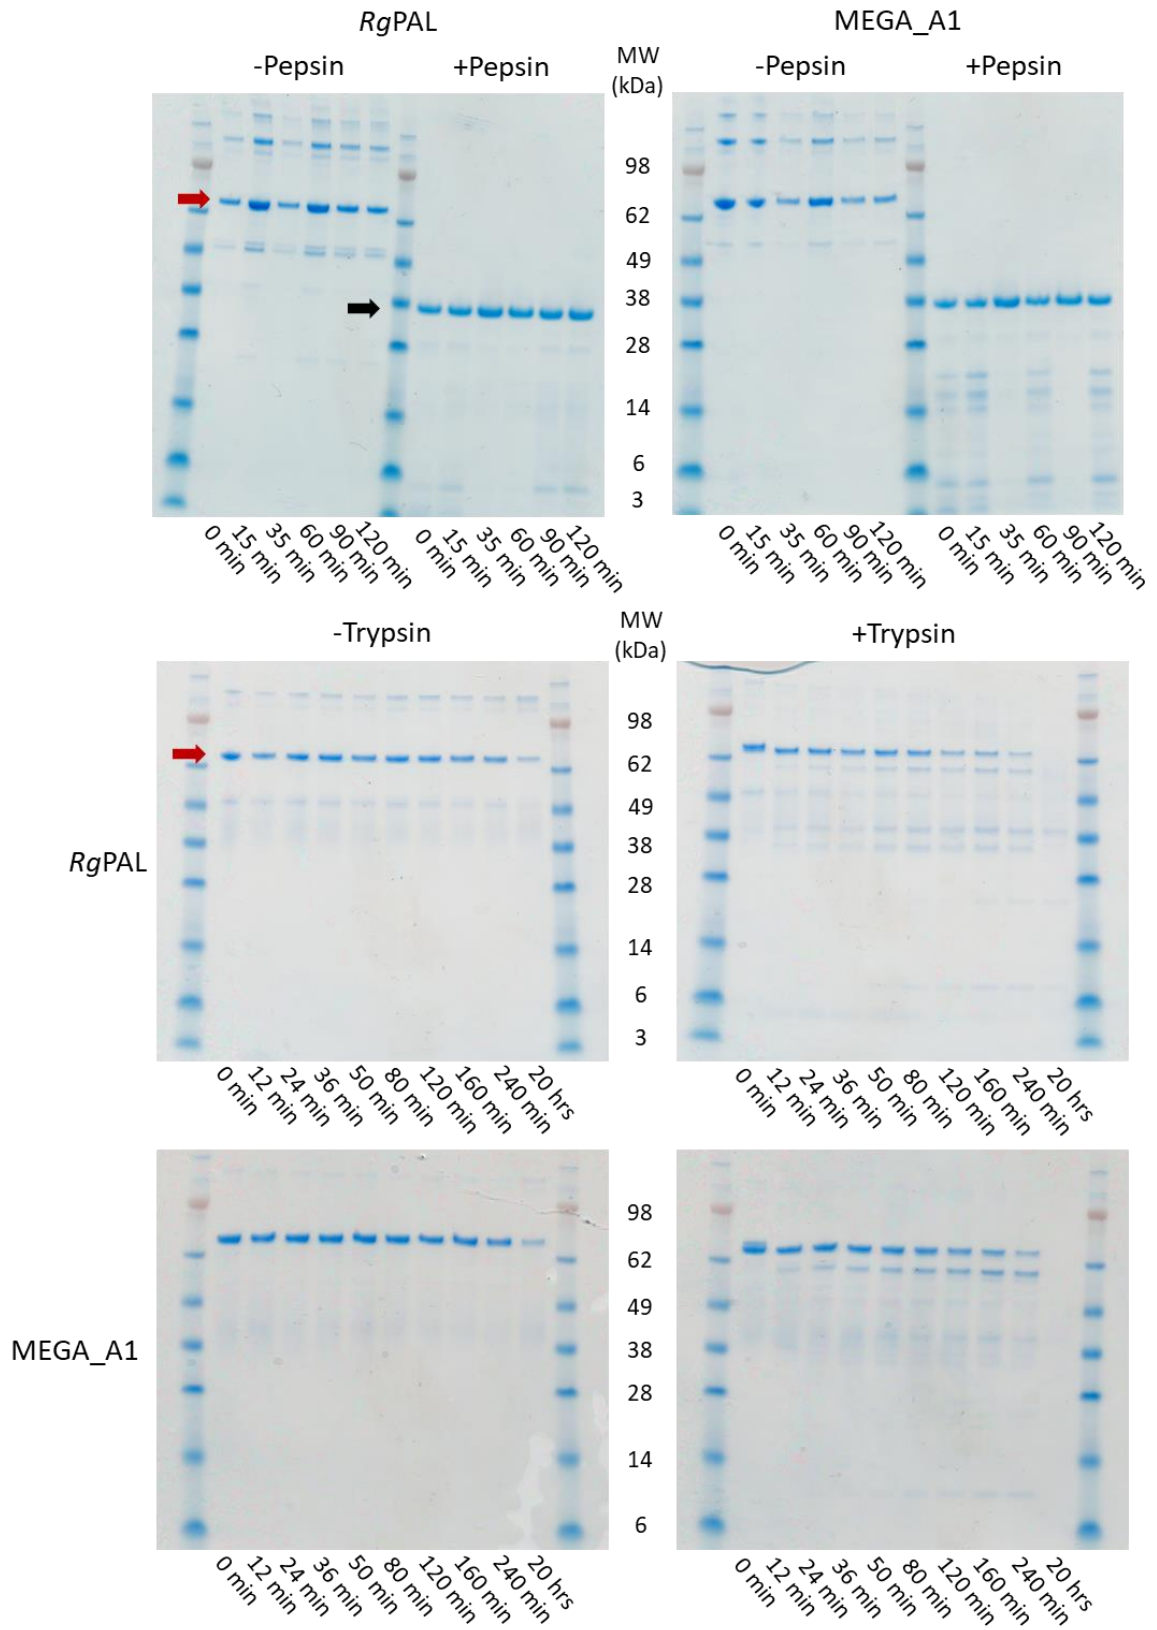 RgPAL
MEGA_A1
-Pepsin
+Pepsin
MW
(kDa)
-Pepsin
+Pepsin
98
62
49
38
28
14
6
3
0 min
15 min
35 min
60 min
90 min
120 min
0 min
15 min
35 min
60 min
90 min
120 min
0 min
15 min
35 min
60 min
90 min
120 min
0 min
15 min
35 min
60 min
90 min
120 min
-Trypsin
MW
(kDa)
+Trypsin
RgPAL
98
62
49
38
28
14
6
3
0 min
12 min
24 min
36 min
50 min
80 min
120 min
160 min
240 min
20 hrs
0 min
12 min
24 min
36 min
50 min
80 min
120 min
160 min
240 min
20 hrs
MEGA_A1
98
62
49
38
28
14
6
0 min
12 min
24 min
36 min
50 min
80 min
120 min
160 min
240 min
20 hrs
0 min
12 min
24 min
36 min
50 min
80 min
120 min
160 min
240 min
20 hrs